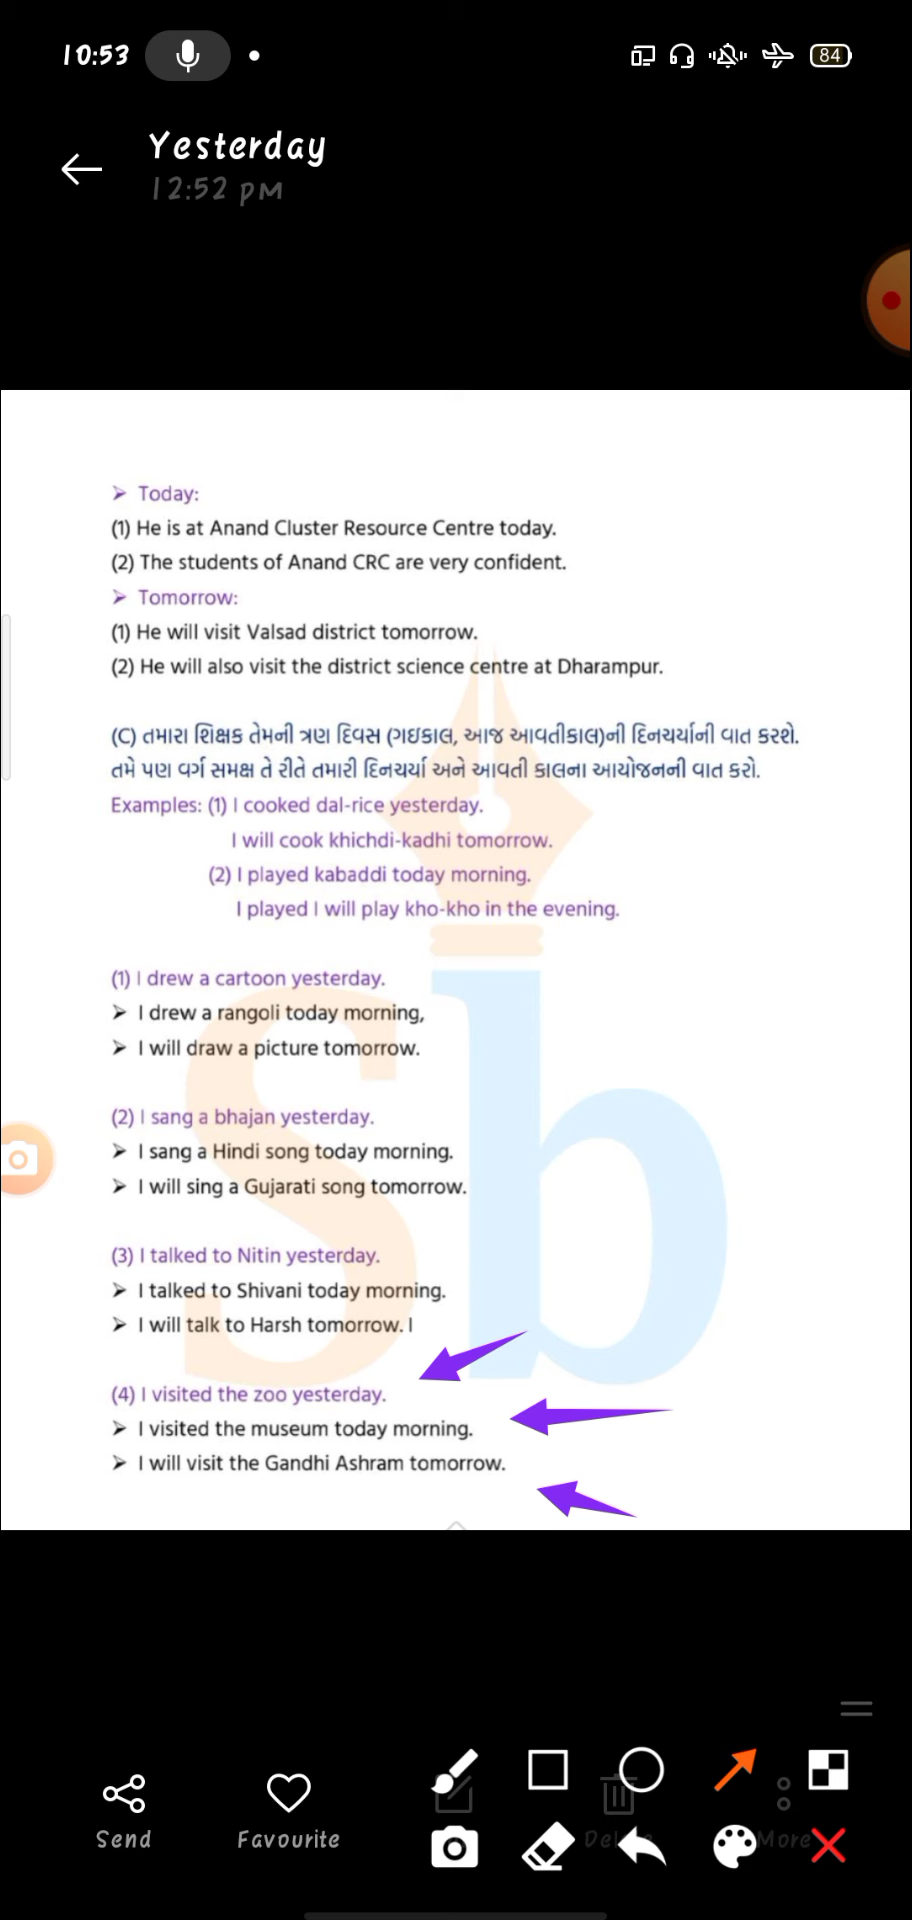 10:53
84
Yesterday
12:52 pm
➢ Today:
(1) He is at Anand Cluster Resource Centre today.
(2) The students of Anand CRC are very confident.
➢ Tomorrow:
(1) He will visit Valsad district tomorrow.
(2) He will also visit the district science centre at Dharampur.
(C) તમારા શિક્ષક તેમની ત્રણ દિવસ (ગઇકાલ, આજ આવતીકાલ)ની દિનચર્યાની વાત કરશે.
તમે પણ વર્ગ સમક્ષ તે રીતે તમારી દિનચર્યા અને આવતી કાલના આયોજનની વાત કરો.
Examples: (1) I cooked dal-rice yesterday.
I will cook khichdi-kadhi tomorrow.
(2) I played kabaddi today morning.
I played I will play kho-kho in the evening.
(1) I drew a cartoon yesterday.
➢ I drew a rangoli today morning,
➢ I will draw a picture tomorrow.
(2) I sang a bhajan yesterday.
➢ I sang a Hindi song today morning.
➢ I will sing a Gujarati song tomorrow.
(3) I talked to Nitin yesterday.
➢ I talked to Shivani today morning.
➢ I will talk to Harsh tomorrow. I
(4) I visited the zoo yesterday.
➢ I visited the museum today morning.
➢ I will visit the Gandhi Ashram tomorrow.
Sb
Send
Favourite
More